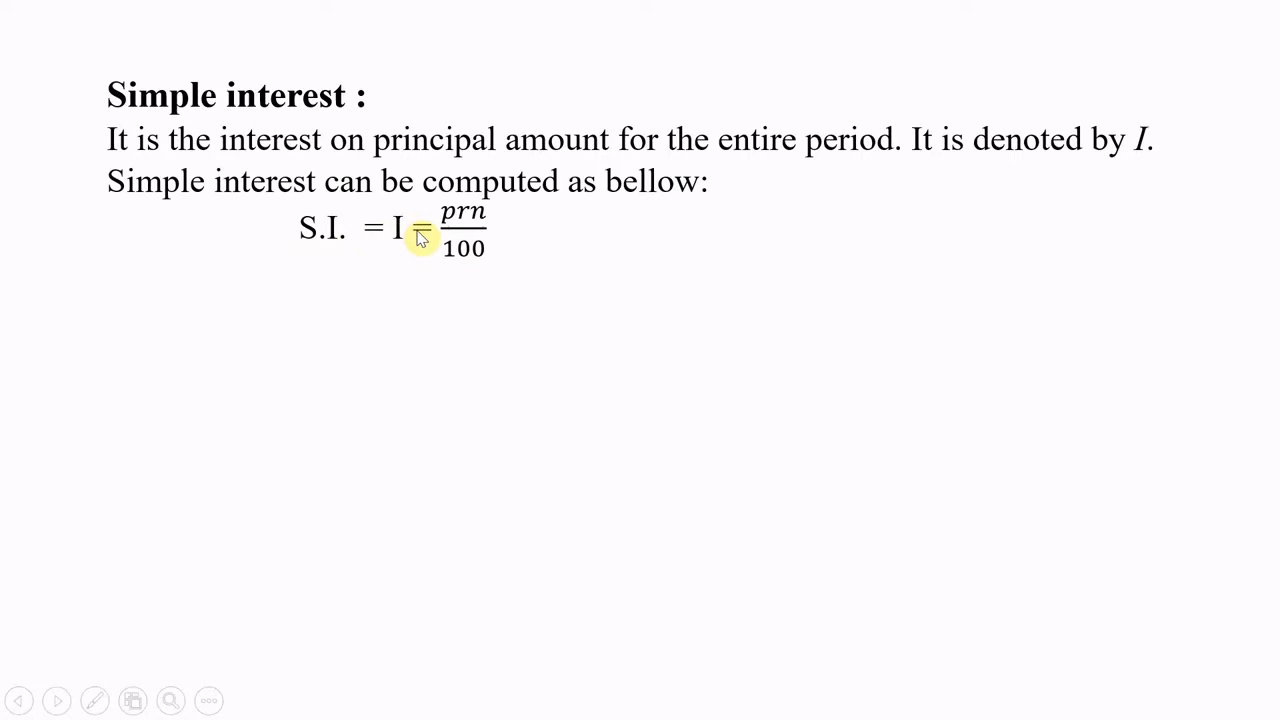 Simple interest :
It is the interest on principal amount for the entire period. It is denoted by I.
Simple interest can be computed as bellow:
S.I. = I = prn/100